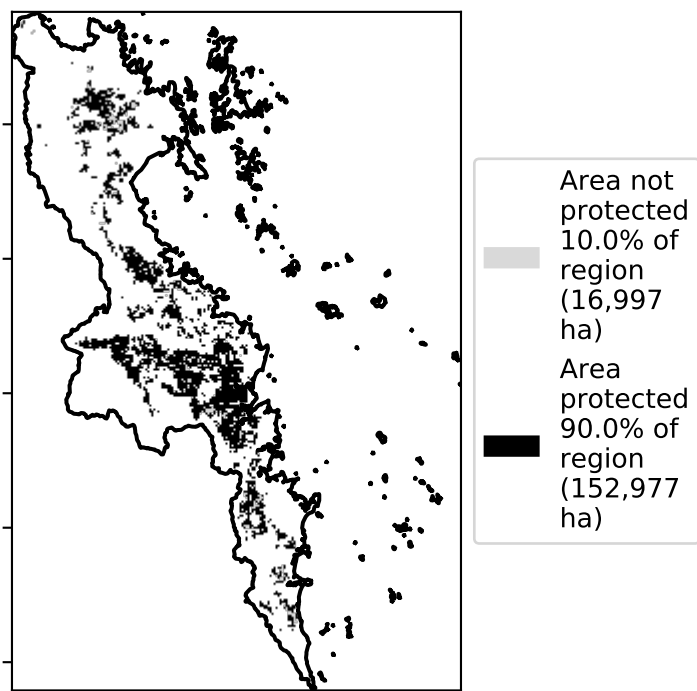 Area not
protected
10.0% of
region
(16,997
ha)
Area
protected
90.0% of
region
(152,977
ha)